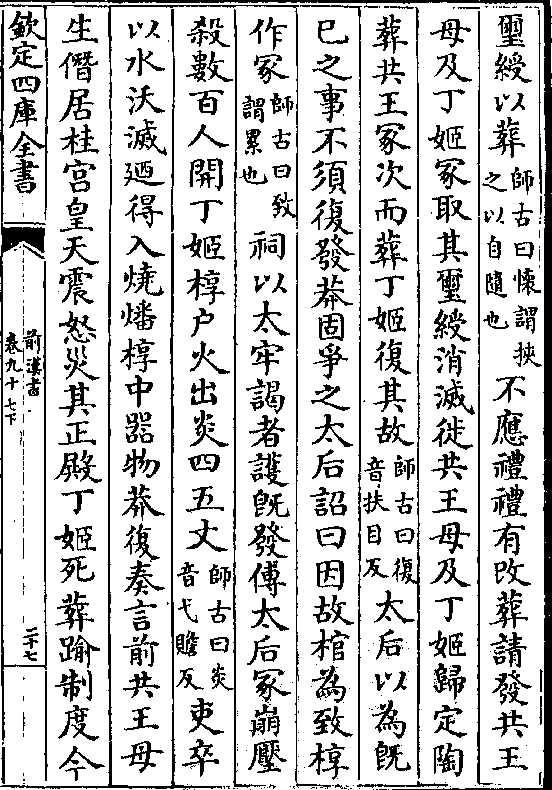 璽綬以葬師古曰懷謂挾之以自隨也不應禮禮有改葬請發共王
母及丁姬冢取其璽綬消滅徙共王母及丁姬歸定陶
葬共王冢次而葬丁姬復其故師古曰復音扶目反太后以為旣
已之事不須復發莽固爭之太后詔曰因故棺為致椁
作冢師古曰致謂累也祠以太牢謁者護旣發傅太后冢崩壓
殺數百人開丁姬椁户火出炎四五丈師古曰炎音弋贍反吏卒
以水沃滅廼得入燒燔椁中器物莽復奏言前共王母
生僭居桂宮皇天震怒災其正殿丁姬死葬踰制度今
欽定四庫全書
前漢書
卷九十七下
二十七